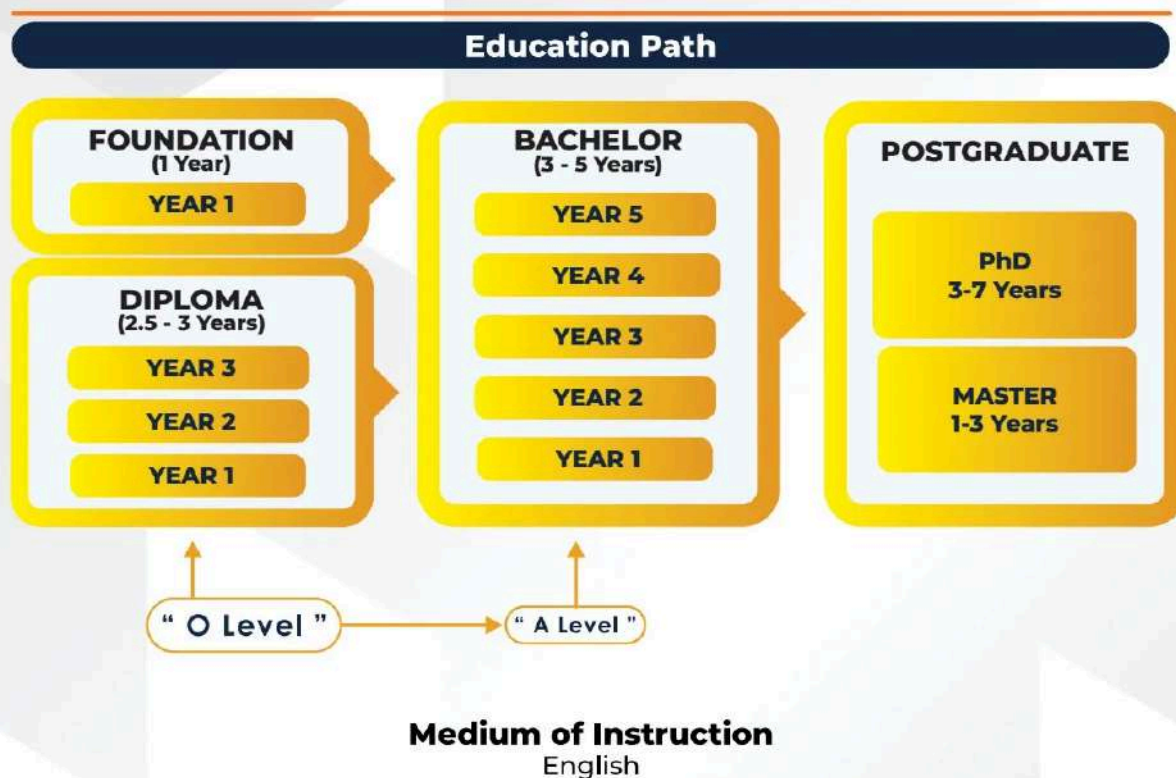 Education Path
FOUNDATION
(1 Year)
YEAR 1
DIPLOMA
(2.5 - 3 Years)
YEAR 3
YEAR 2
YEAR 1
BACHELOR
(3 - 5 Years)
YEAR 5
YEAR 4
YEAR 3
YEAR 2
YEAR 1
POSTGRADUATE
PhD
3-7 Years
MASTER
1-3 Years
“ O Level ”
“ A Level ”
Medium of Instruction
English